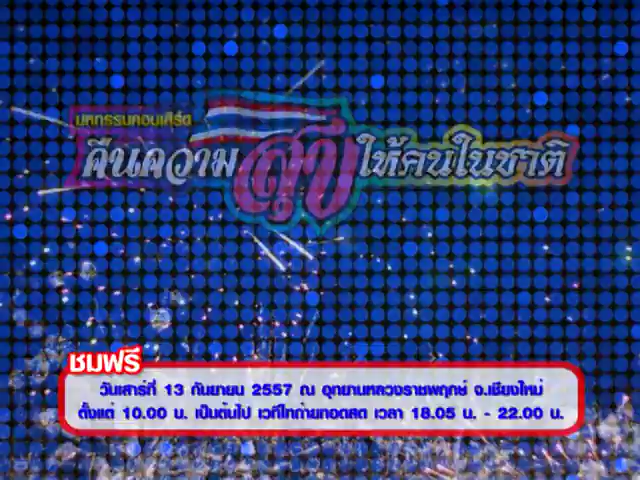 มหกรรมคอนเสิร์ต
คืนความสุขให้คนในชาติ
ชมฟรี
วันเสาร์ที่ 13 กันยายน 2557 ณ อุทยานหลวงราชพฤกษ์ จ.เชียงใหม่
ตั้งแต่ 10.00 น. เป็นต้นไป เวทีไทถ่ายทอดสด เวลา 18.05 น. - 22.00 น.